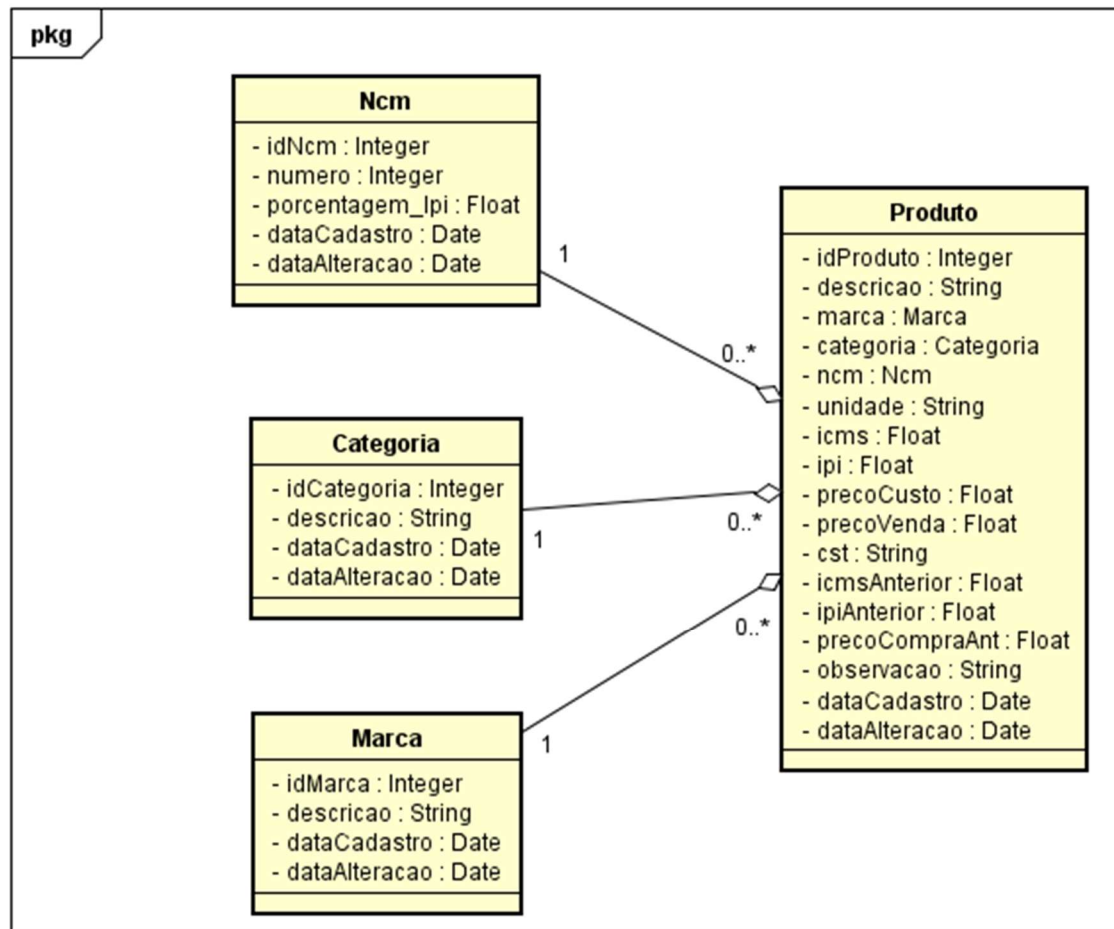 pkg
Ncm
- idNcm : Integer
- numero : Integer
- porcentagem_Ipi : Float
- dataCadastro : Date
- dataAlteracao : Date
1
0..*
Categoria
- idCategoria : Integer
- descricao : String
- dataCadastro : Date
- dataAlteracao : Date
1
0..*
Marca
- idMarca : Integer
- descricao : String
- dataCadastro : Date
- dataAlteracao : Date
1
0..*
Produto
- idProduto : Integer
- descricao : String
- marca : Marca
- categoria : Categoria
- ncm : Ncm
- unidade : String
- icms : Float
- ipi : Float
- precoCusto : Float
- precoVenda : Float
- cst : String
- icmsAnterior : Float
- ipiAnterior : Float
- precoCompraAnt : Float
- observacao : String
- dataCadastro : Date
- dataAlteracao : Date